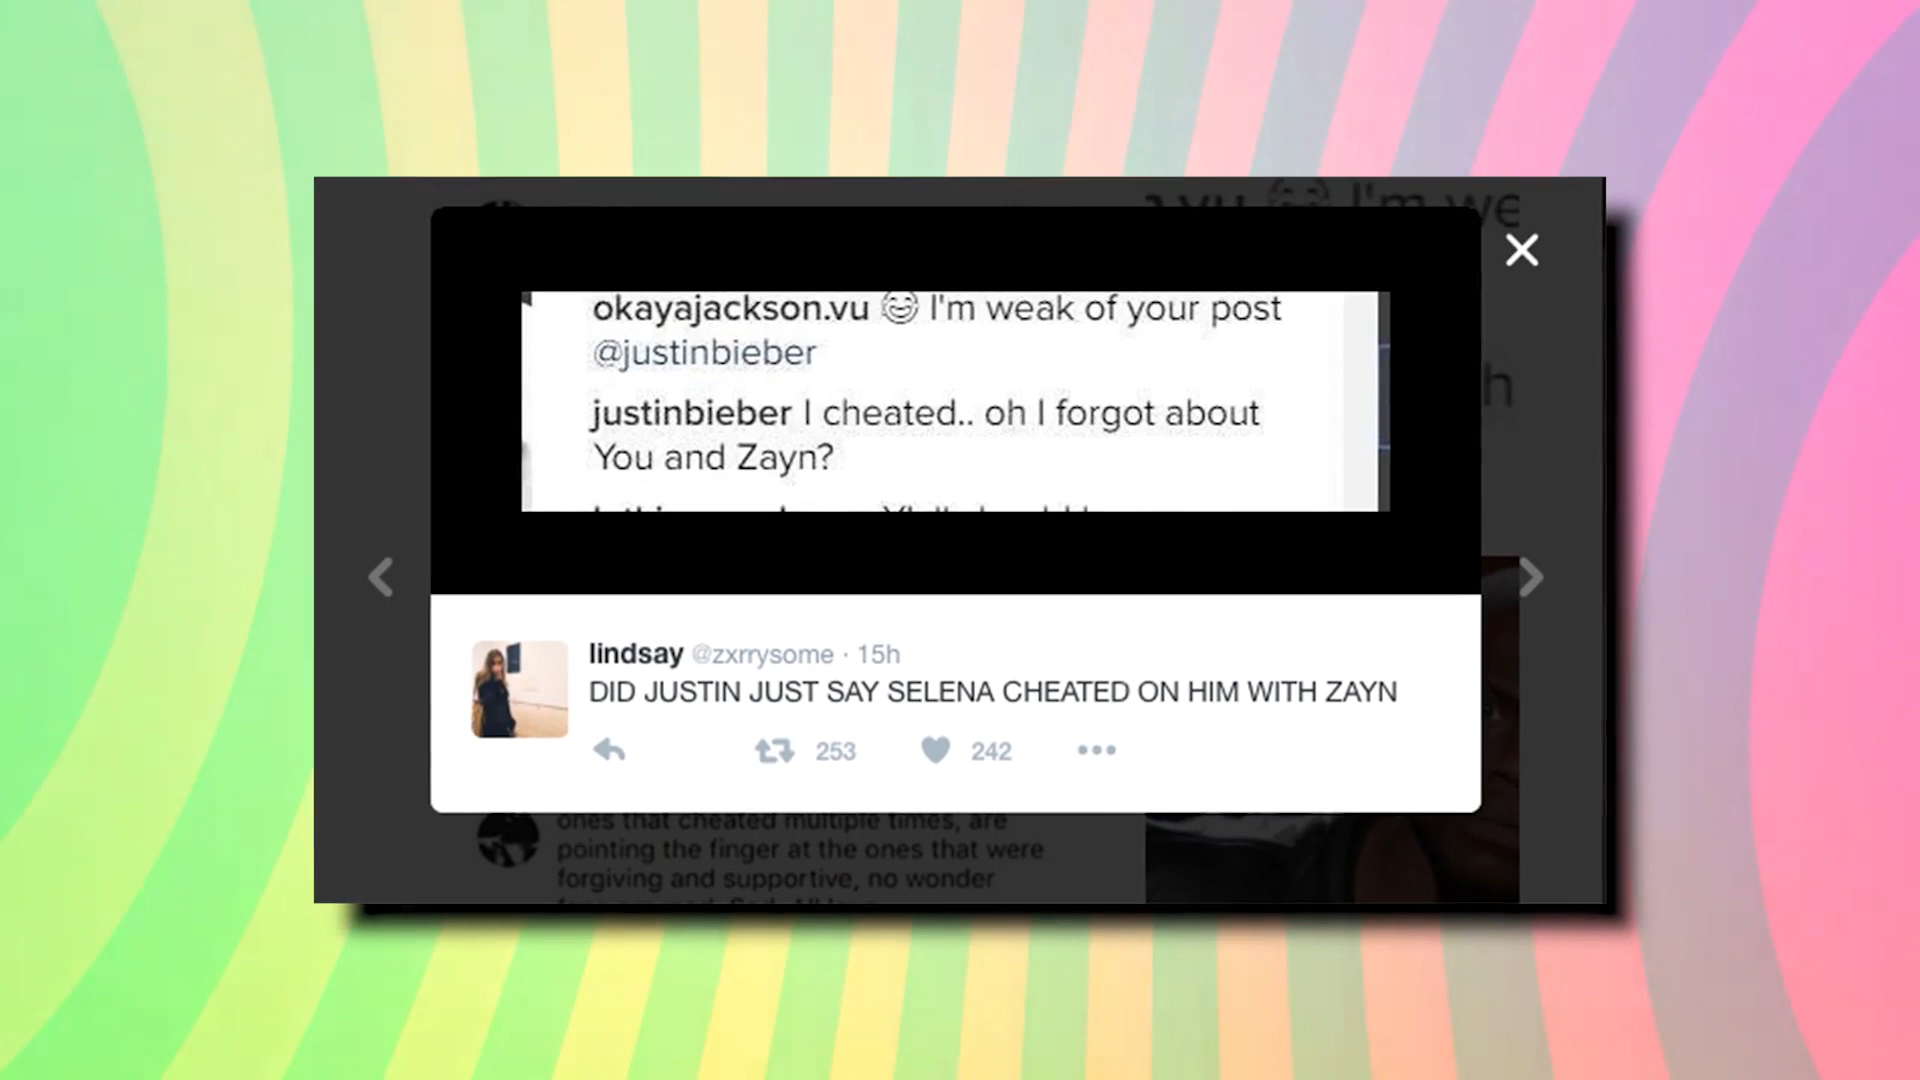 a.vu 😂 I'm we
okayajackson.vu 😂 I'm weak of your post
@justinbieber
justinbieber I cheated.. oh I forgot about
You and Zayn?
h
lindsay @zxrrysome · 15h
DID JUSTIN JUST SAY SELENA CHEATED ON HIM WITH ZAYN
253 242
ones that cheated multiple times, are
pointing the finger at the ones that were
forgiving and supportive, no wonder